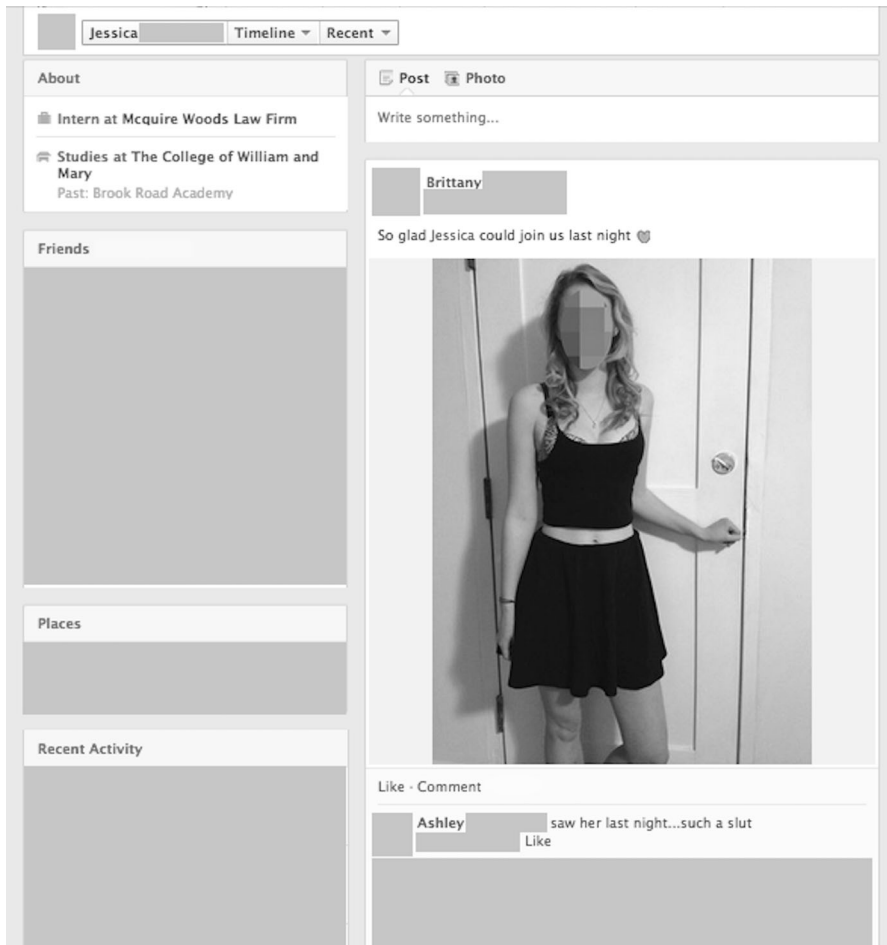 Jessica
Timeline
Recent
About
Intern at Mcquire Woods Law Firm
Studies at The College of William and
Mary
Past: Brook Road Academy
Friends
Places
Recent Activity
Post
Photo
Write something...
Brittany
So glad Jessica could join us last night
Like · Comment
Ashley saw her last night...such a slut
Like